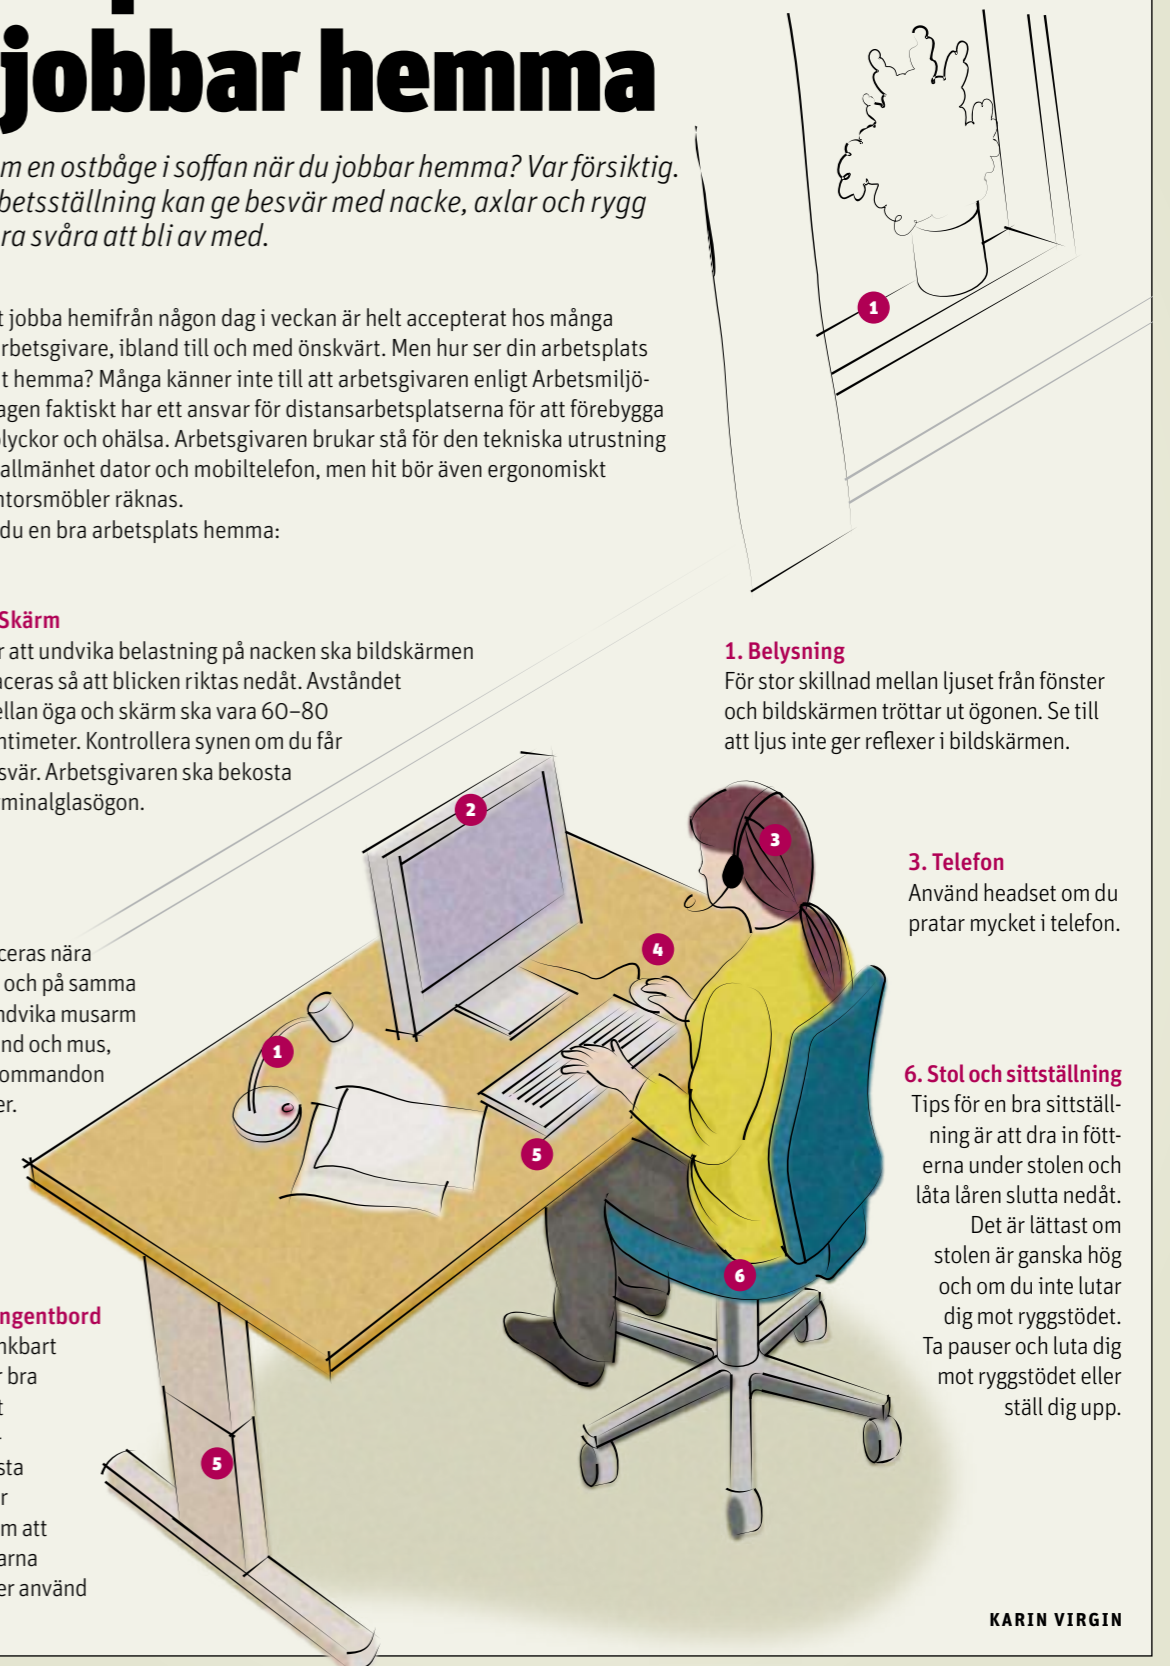 jobbar hemma
m en ostbåge i soffan när du jobbar hemma? Var försiktig.
betsställning kan ge besvär med nacke, axlar och rygg
ra svåra att bli av med.
t jobba hemifrån någon dag i veckan är helt accepterat hos många
rbetsgivare, ibland till och med önskvärt. Men hur ser din arbetsplats
t hemma? Många känner inte till att arbetsgivaren enligt Arbetsmiljö-
agen faktiskt har ett ansvar för distansarbetsplatserna för att förebygga
olyckor och ohälsa. Arbetsgivaren brukar stå för den tekniska utrustning
allmänhet dator och mobiltelefon, men hit bör även ergonomiskt
ntorsmöbler räknas.
du en bra arbetsplats hemma:
1
Skärm
r att undvika belastning på nacken ska bildskärmen
aceras så att blicken riktas nedåt. Avståndet
ellan öga och skärm ska vara 60–80
ntimeter. Kontrollera synen om du får
svär. Arbetsgivaren ska bekosta
rminalglasögon.
1. Belysning
För stor skillnad mellan ljuset från fönster
och bildskärmen tröttar ut ögonen. Se till
att ljus inte ger reflexer i bildskärmen.
2
3
3. Telefon
Använd headset om du
pratar mycket i telefon.
4
ceras nära
och på samma
ndvika musarm
nd och mus,
ommandon
er.
1
5
6. Stol och sittställning
Tips för en bra sittställ-
ning är att dra in fött-
erna under stolen och
låta låren slutta nedåt.
Det är lättast om
stolen är ganska hög
och om du inte lutar
dig mot ryggstödet.
Ta pauser och luta dig
mot ryggstödet eller
ställ dig upp.
6
ngentbord
nkbart
r bra
t
-
sta
r
m att
arna
er använd
5
KARIN VIRGIN